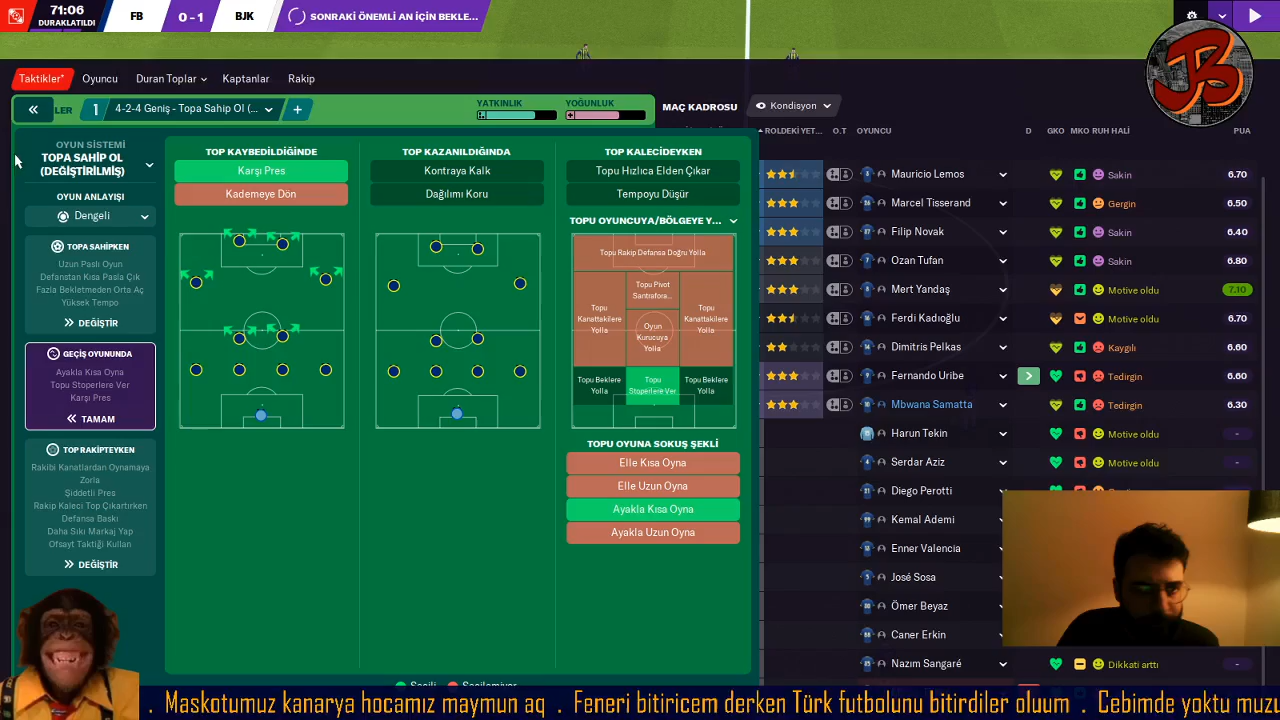 71:06
DURAKLATILDI
FB
0 - 1
BJK
SONRAKİ ÖNEMLİ AN İÇİN BEKLE...
Taktikler*
Oyuncu
Duran Toplar
Kaptanlar
Rakip
LER
1
4-2-4 Geniş - Topa Sahip Ol (...
YATKINLIK
YOĞUNLUK
MAÇ KADROSU
Kondisyon
OYUN SİSTEMİ
TOPA SAHİP OL
(DEĞİŞTİRİLMİŞ)
OYUN ANLAYIŞI
Dengeli
TOPA SAHİPKEN
Uzun Paslı Oyun
Defanstan Kısa Pasla Çık
Fazla Bekletmeden Orta Aç
Yüksek Tempo
DEĞİŞTİR
GEÇİŞ OYUNUNDA
Ayakla Kısa Oyna
Topu Stoperlere Ver
Karşı Pres
TAMAM
TOP RAKİPTEYKEN
Rakibi Kanatlardan Oynamaya
Zorla
Şiddetli Pres
Rakip Kaleci Top Çıkartırken
Defansa Baskı
Daha Sıkı Markaj Yap
Ofsayt Taktiği Kullan
DEĞİŞTİR
TOP KAYBEDİLDİĞİNDE
Karşı Pres
Kademeye Dön
TOP KAZANILDIĞINDA
Kontraya Kalk
Dağılımı Koru
TOP KALECİDEYKEN
Topu Hızlıca Elden Çıkar
Tempoyu Düşür
TOPU OYUNCUYA/BÖLGEYE Y...
Topu Rakip Defansa Doğru Yolla
Topu Kanattakilere Yolla
Topu Pivot Santrafora...
Oyun Kurucuya Yolla
Topu Kanattakilere Yolla
Topu Beklere Yolla
Topu Stoperlere Ver
Topu Beklere Yolla
TOPU OYUNA SOKUŞ ŞEKLİ
Elle Kısa Oyna
Elle Uzun Oyna
Ayakla Kısa Oyna
Ayakla Uzun Oyna
ROLDEKİ YET... O.T OYUNCU D GKO MKO RUH HALİ PUA
Mauricio Lemos Sakin 6.70
Marcel Tisserand Gergin 6.50
Filip Novak Sakin 6.40
Ozan Tufan Sakin 6.80
Mert Yandaş Motive oldu 7.10
Ferdi Kadıoğlu Motive oldu 6.70
Dimitris Pelkas Kaygılı 6.60
Fernando Uribe Tedirgin 6.60
Mbwana Samatta Tedirgin 6.30
Harun Tekin Motive oldu -
Serdar Aziz Motive oldu -
Diego Perotti
Kemal Ademi
Enner Valencia
José Sosa
Ömer Beyaz
Caner Erkin
Nazım Sangaré Dikkati arttı -
. Maskotumuz kanarya hocamız maymun aq . Feneri bitiricem derken Türk futbolunu bitirdiler oluum . Cebimde yoktu muzu